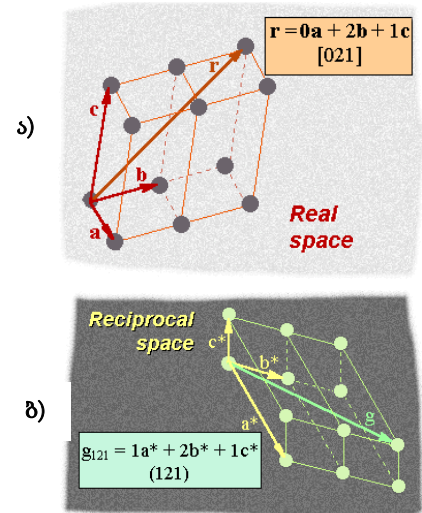 ა)
r = 0a + 2b + 1c
[021]
r
c
b
a
Real
space
ბ)
Reciprocal
space
c*
b*
a*
g
g₁₂₁ = 1a* + 2b* + 1c*
(121)